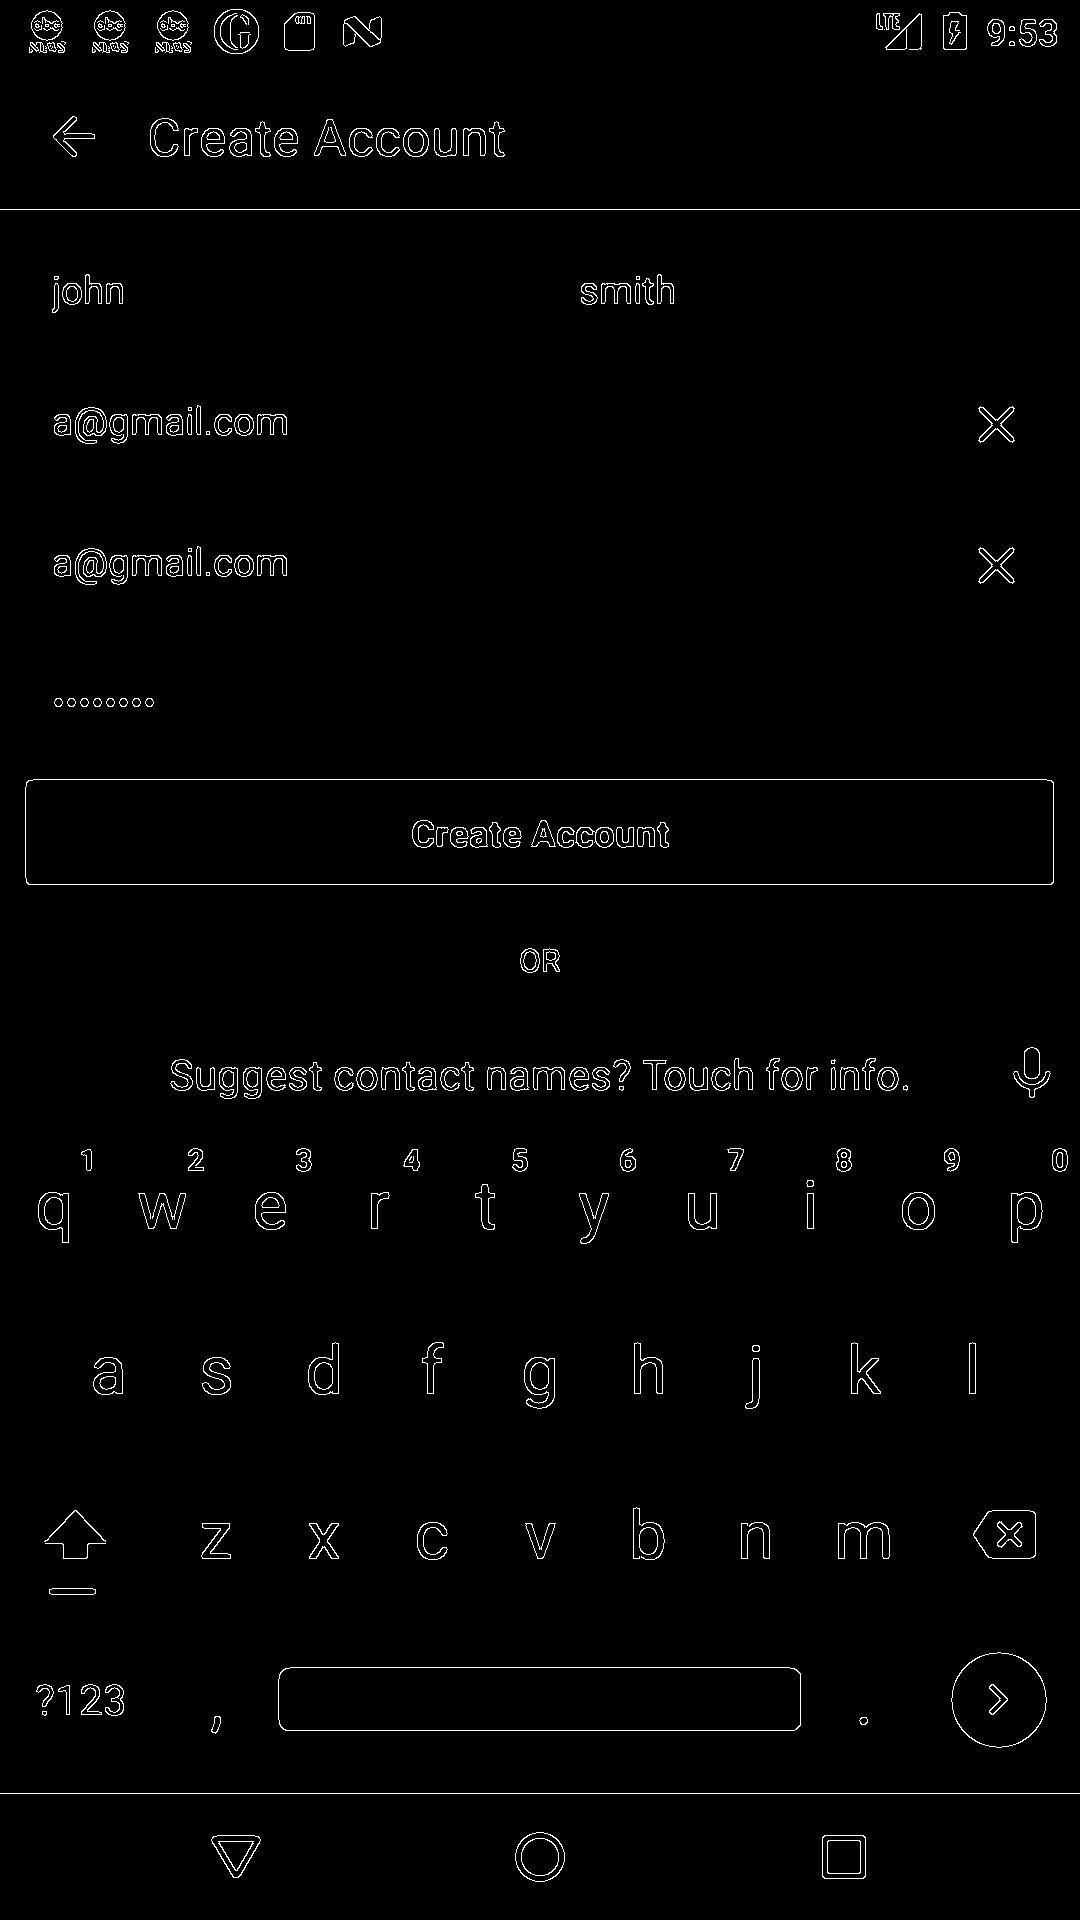 abc NEWS abc NEWS abc NEWS G N LTE 9:53
Create Account
john smith
a@gmail.com
a@gmail.com
Create Account
OR
Suggest contact names? Touch for info.
1 2 3 4 5 6 7 8 9 0
q w e r t y u i o p
a s d f g h j k l
z x c v b n m
?123 , .